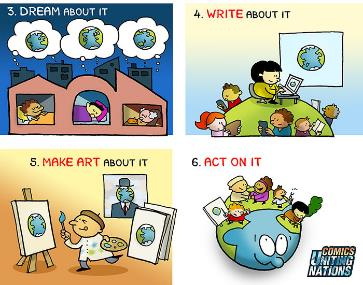 3. DREAM ABOUT IT
4. WRITE ABOUT IT
5. MAKE ART ABOUT IT
6. ACT ON IT
COMICS
UNITING
NATIONS